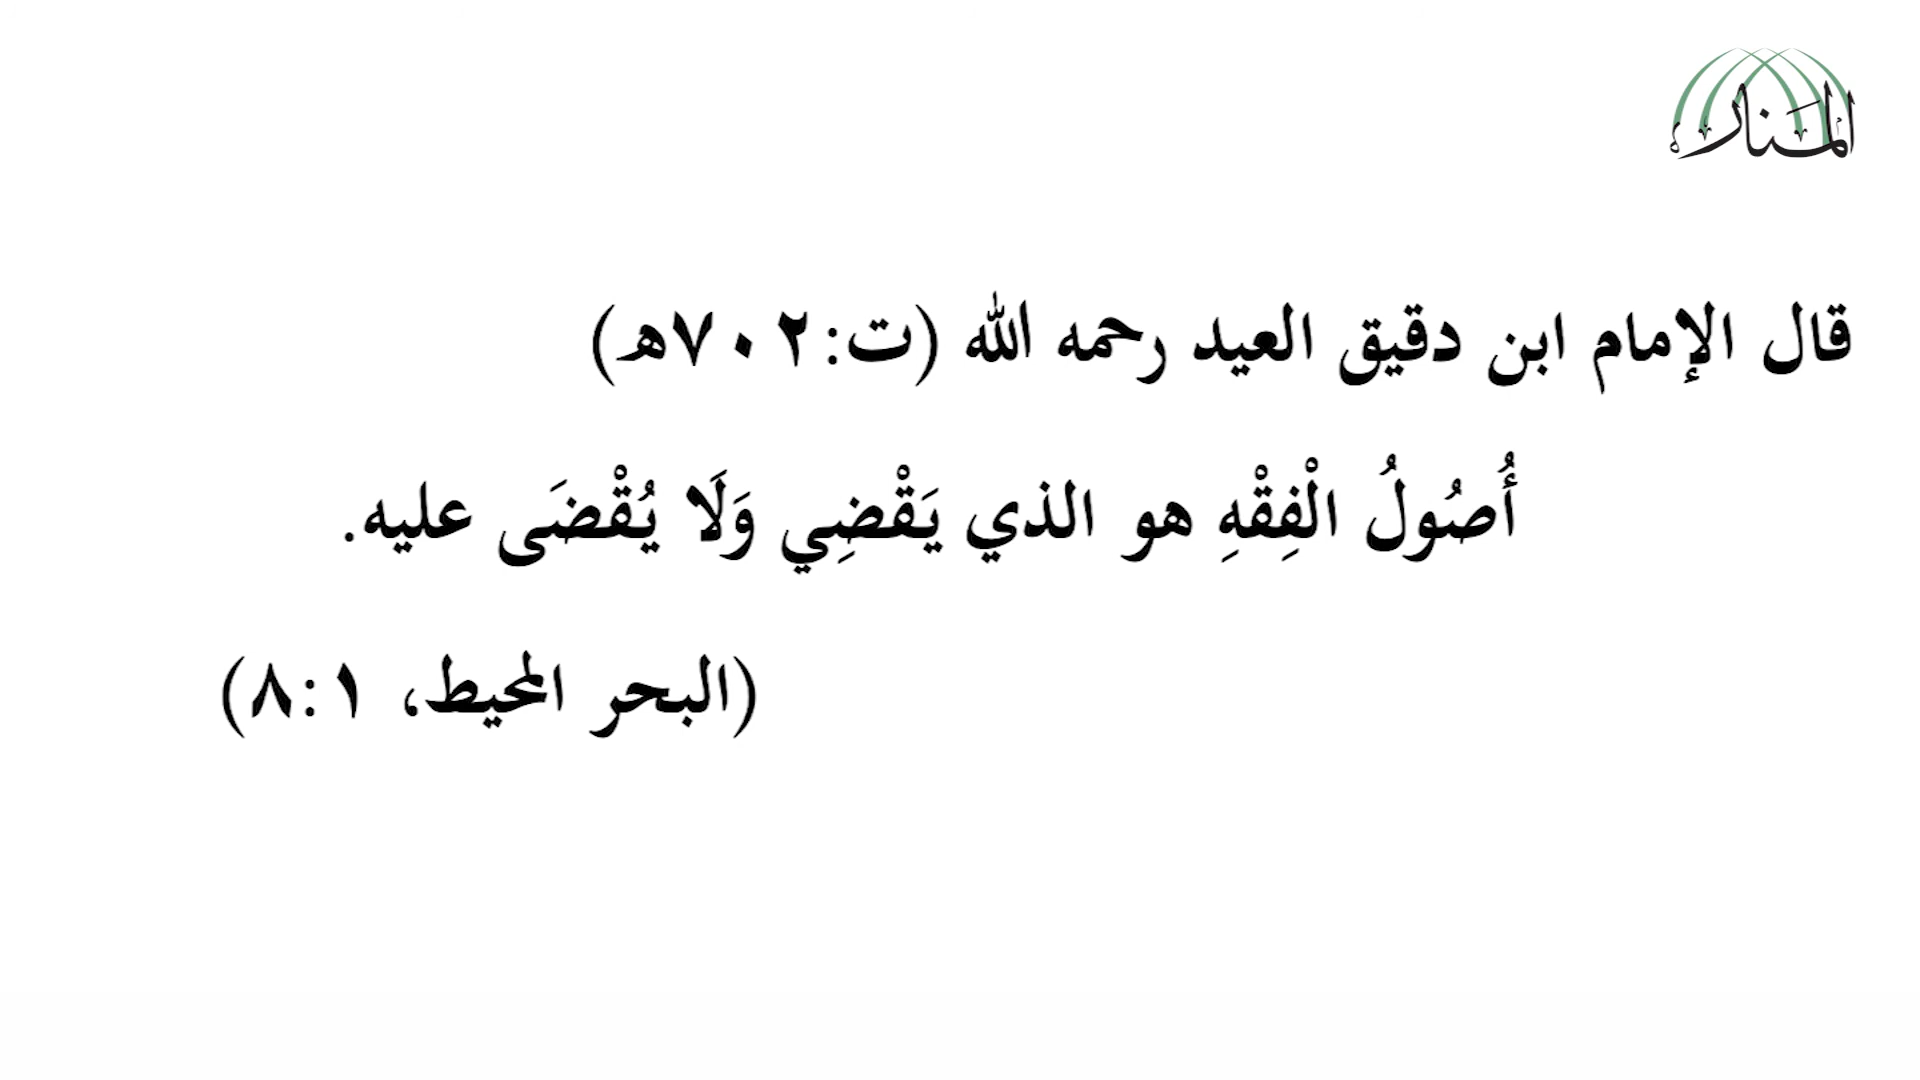 المنار
قال الإمام ابن دقيق العيد رحمه الله (ت:٧٠٢هـ)
أُصُولُ الْفِقْهِ هو الذي يَقْضِي وَلَا يُقْضَى عليه.
(البحر المحيط، ١:٨)